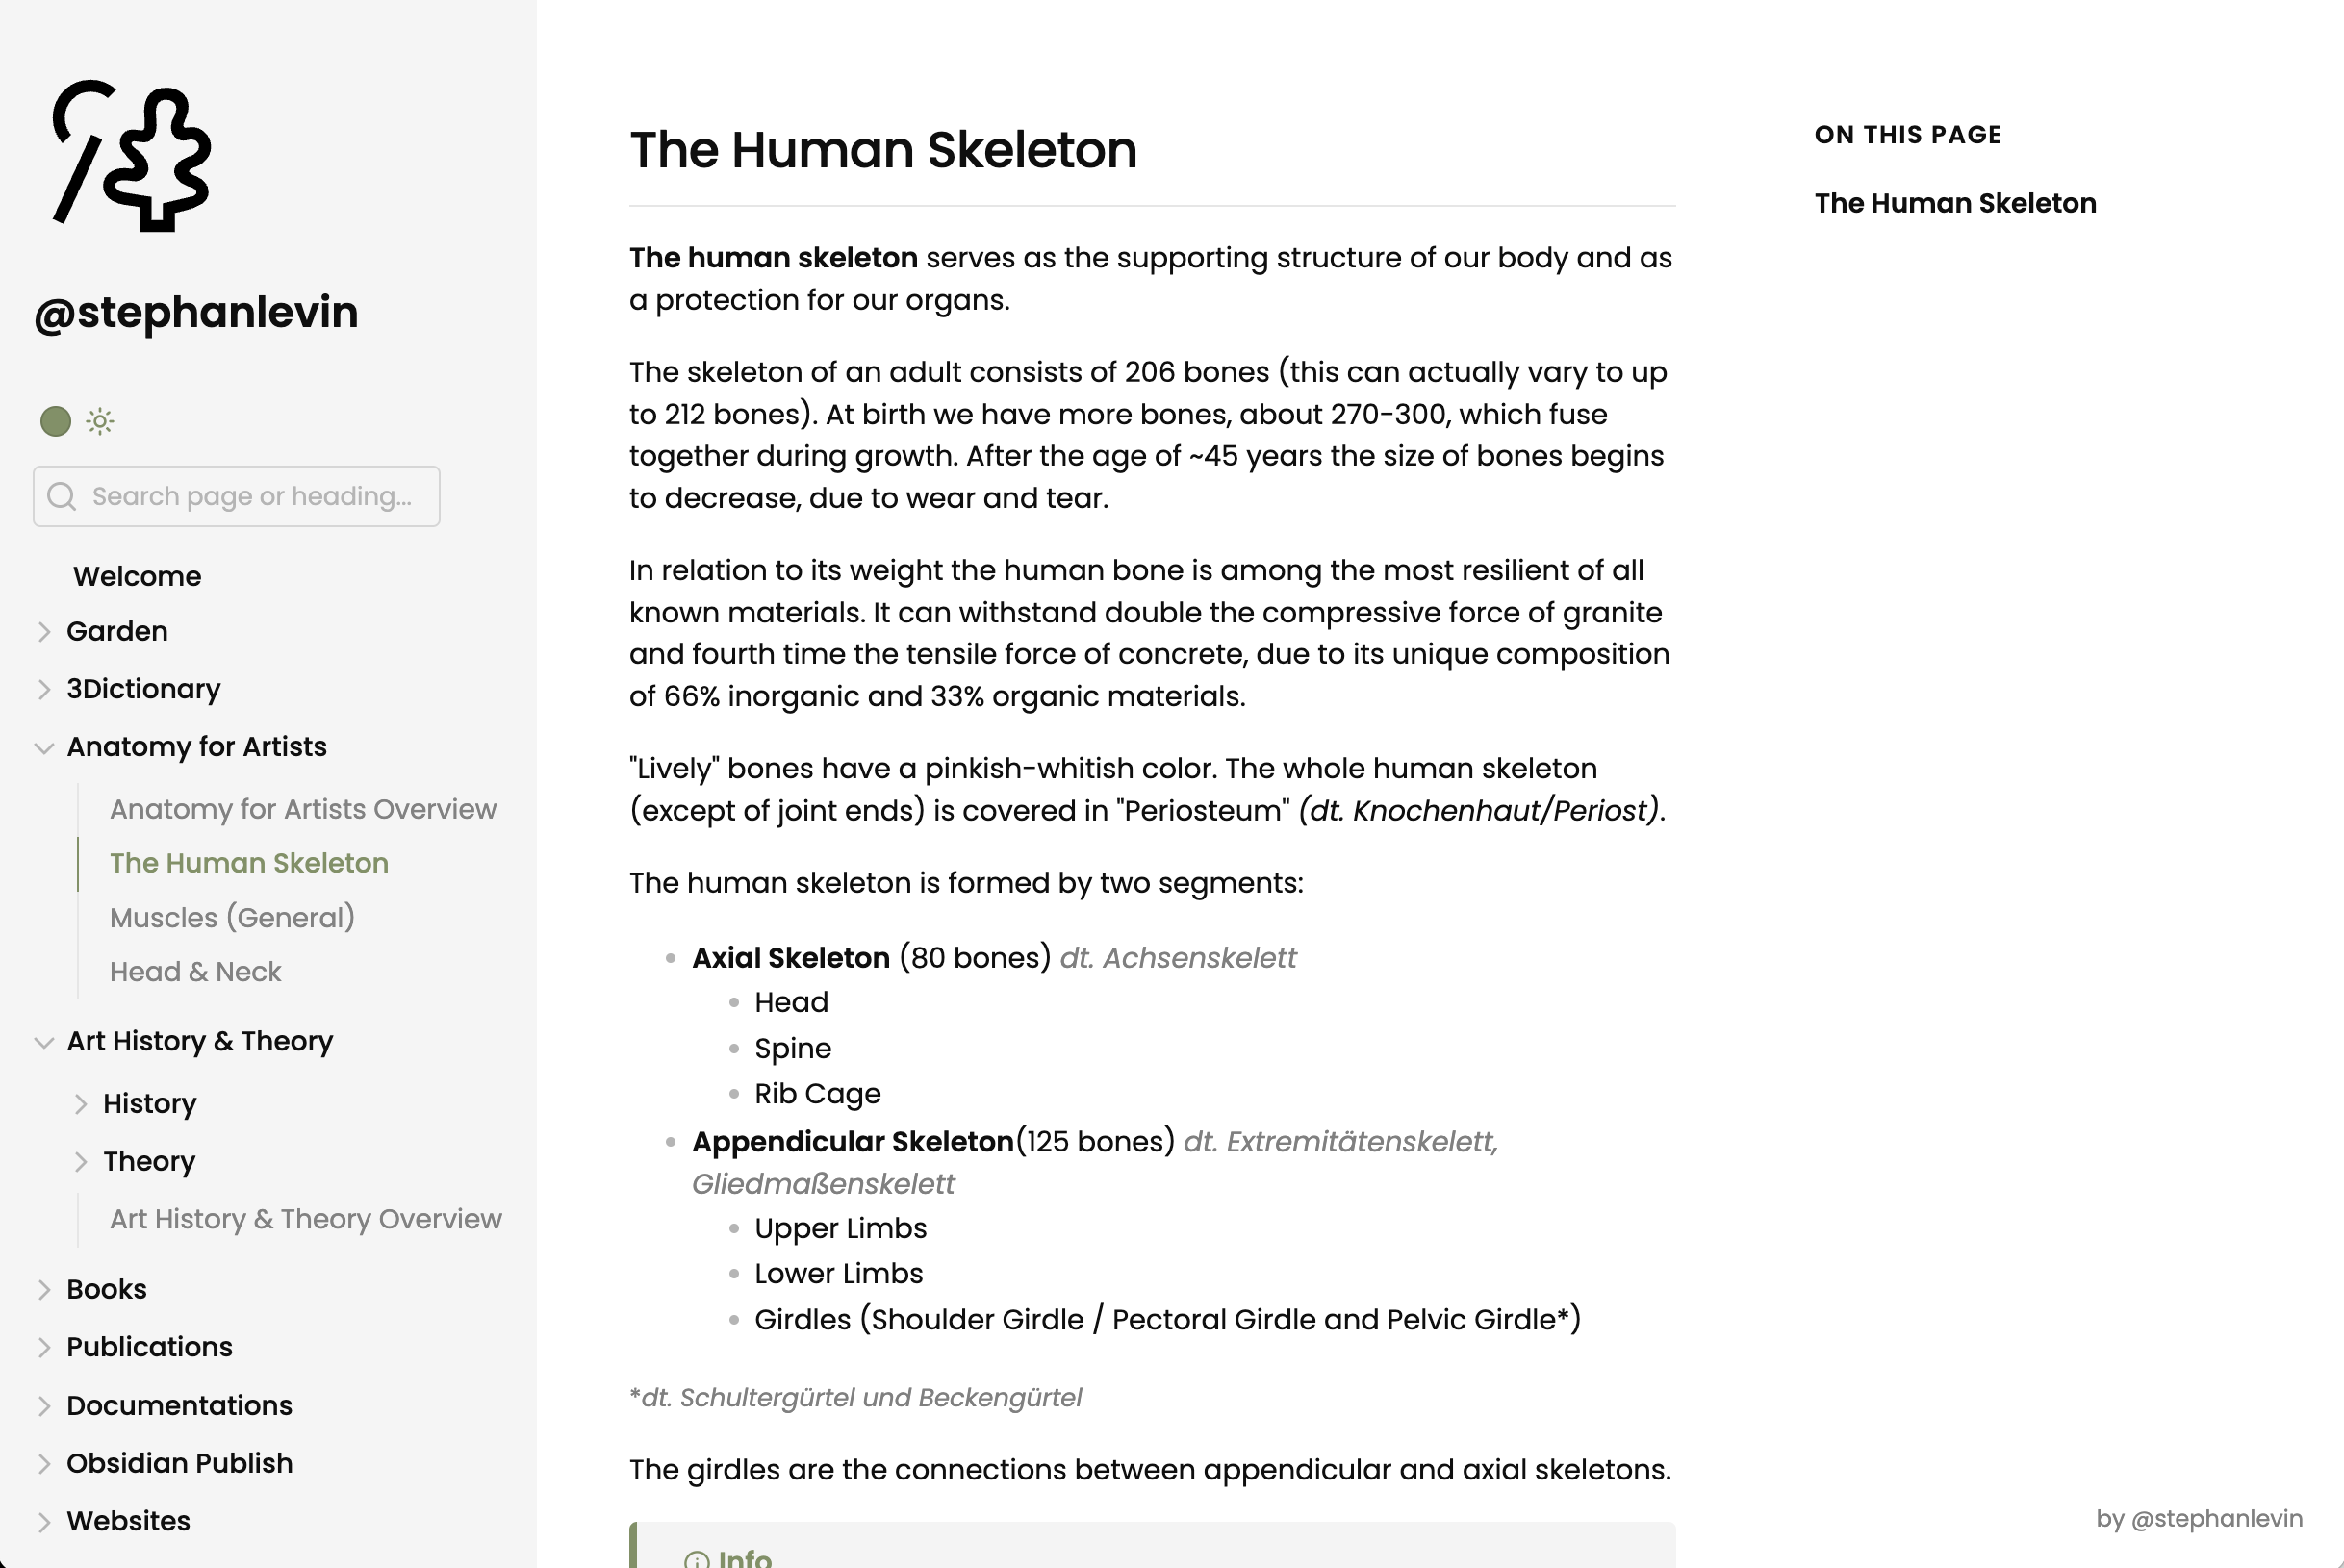 @stephanlevin
Search page or heading...
Welcome
Garden
3Dictionary
Anatomy for Artists
Anatomy for Artists Overview
The Human Skeleton
Muscles (General)
Head & Neck
Art History & Theory
History
Theory
Art History & Theory Overview
Books
Publications
Documentations
Obsidian Publish
Websites
The Human Skeleton
The human skeleton serves as the supporting structure of our body and as
a protection for our organs.
The skeleton of an adult consists of 206 bones (this can actually vary to up
to 212 bones). At birth we have more bones, about 270-300, which fuse
together during growth. After the age of ~45 years the size of bones begins
to decrease, due to wear and tear.
In relation to its weight the human bone is among the most resilient of all
known materials. It can withstand double the compressive force of granite
and fourth time the tensile force of concrete, due to its unique composition
of 66% inorganic and 33% organic materials.
"Lively" bones have a pinkish-whitish color. The whole human skeleton
(except of joint ends) is covered in "Periosteum" (dt. Knochenhaut/Periost).
The human skeleton is formed by two segments:
Axial Skeleton (80 bones) dt. Achsenskelett
Head
Spine
Rib Cage
Appendicular Skeleton(125 bones) dt. Extremitätenskelett,
Gliedmaßenskelett
Upper Limbs
Lower Limbs
Girdles (Shoulder Girdle / Pectoral Girdle and Pelvic Girdle*)
*dt. Schultergürtel und Beckengürtel
The girdles are the connections between appendicular and axial skeletons.
Info
ON THIS PAGE
The Human Skeleton
by @stephanlevin